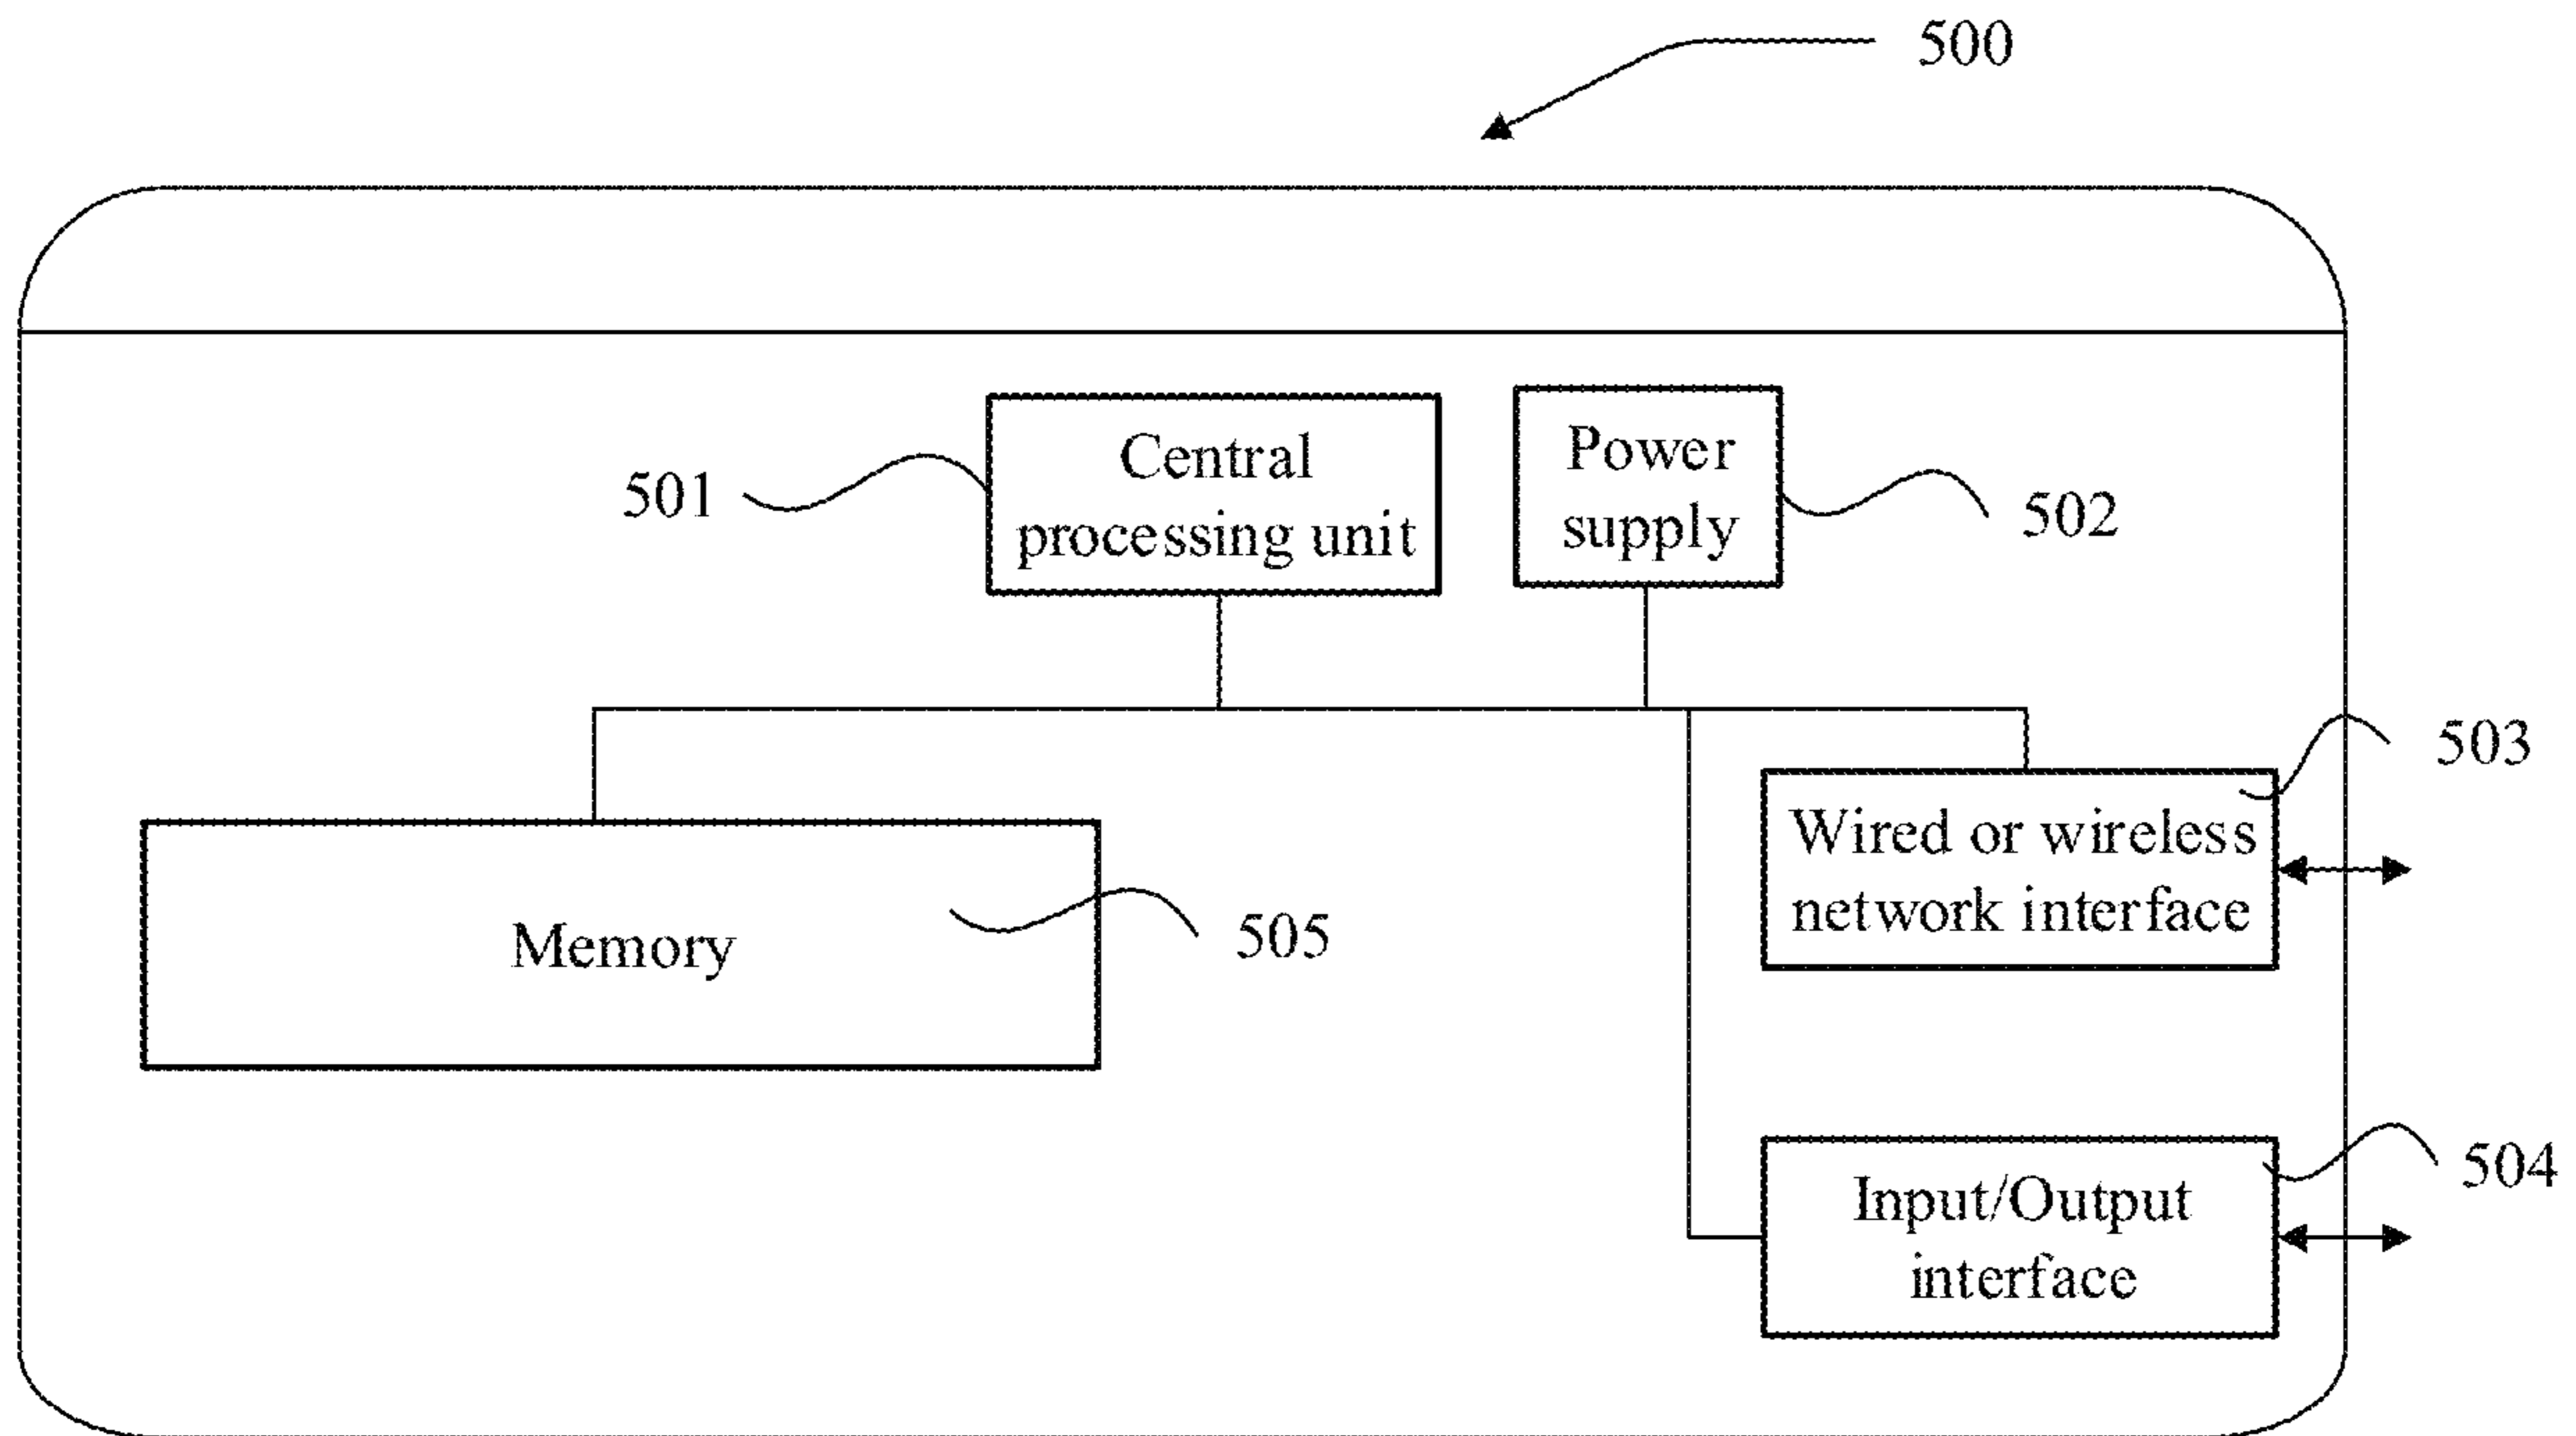 500
Central
processing unit
501
Power
supply
502
503
Wired or wireless
network interface
Memory
505
504
Input/Output
interface